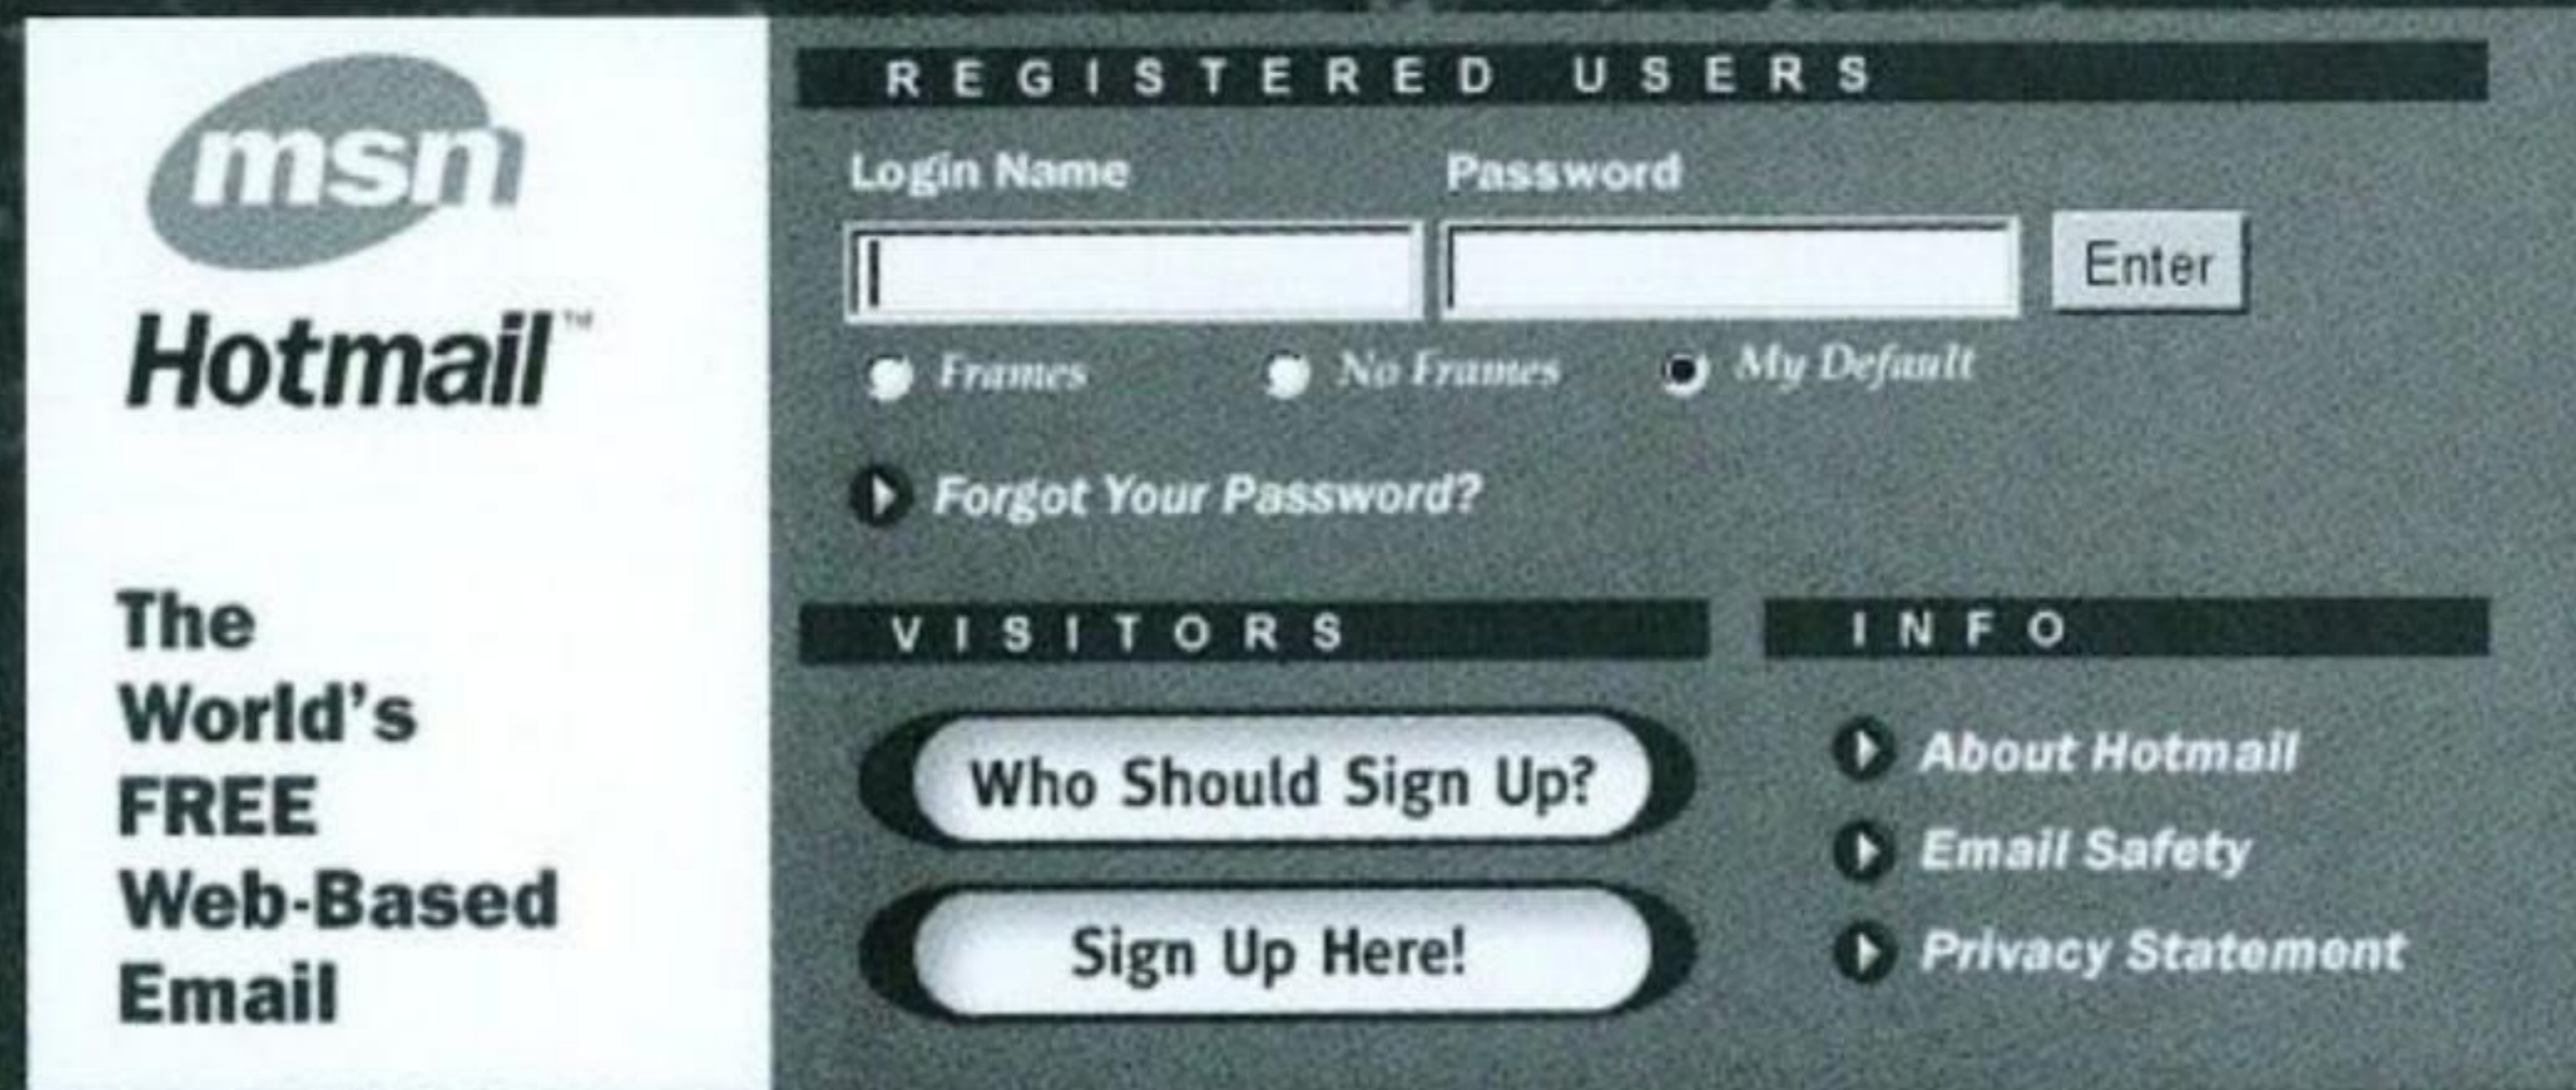 msn
Hotmail™
The
World's
FREE
Web-Based
Email
REGISTERED USERS
Login Name Password
Enter
Frames No Frames My Default
Forgot Your Password?
VISITORS
Who Should Sign Up?
Sign Up Here!
INFO
About Hotmail
Email Safety
Privacy Statement